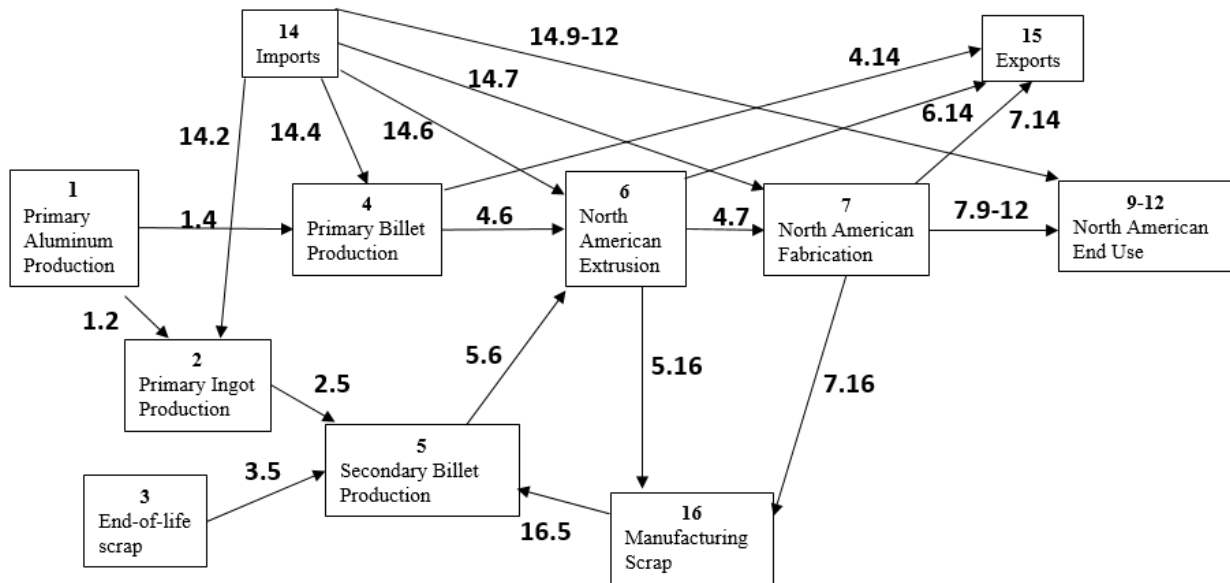 14
Imports
14.9-12
15
Exports
4.14
14.7
6.14
7.14
14.2
14.4
14.6
1
Primary
Aluminum
Production
1.4
4
Primary Billet
Production
4.6
6
North
American
Extrusion
4.7
7
North American
Fabrication
7.9-12
9-12
North American
End Use
1.2
2
Primary Ingot
Production
2.5
5.6
5.16
7.16
5
Secondary Billet
Production
3.5
3
End-of-life
scrap
16.5
16
Manufacturing
Scrap